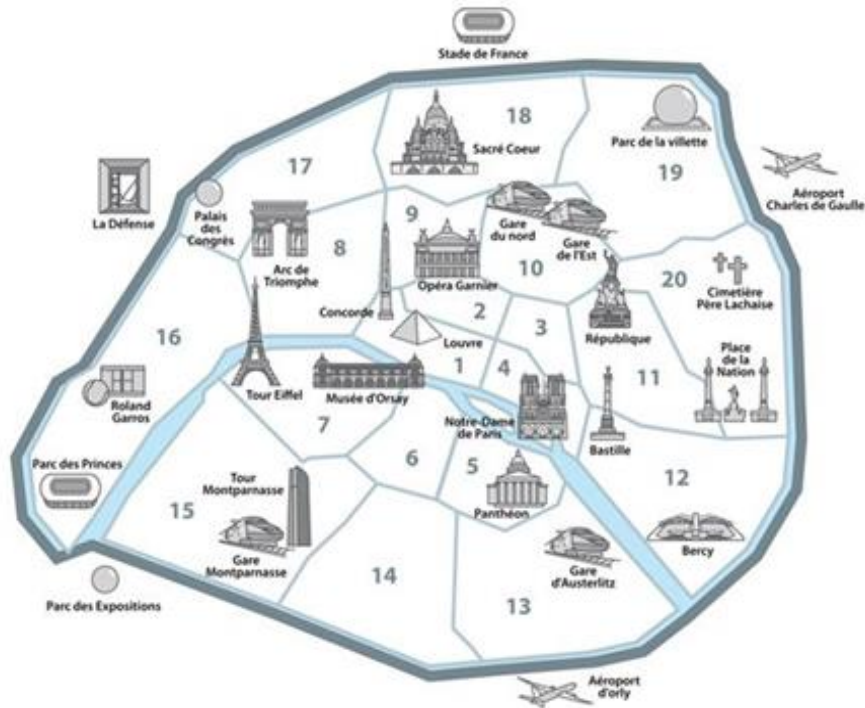 Stade de France
18
Sacré Coeur
Parc de la villette
19
17
La Défense
Palais
des
Congrès
Aéroport
Charles de Gaulle
9
Gare
du nord
Gare
de l'Est
8
Arc de
Triomphe
Opéra Garnier
10
20
Cimetière
Père Lachaise
Concorde
2
3
Louvre
République
16
Place
de la
Nation
1
4
11
Tour Eiffel
Musée d'Orsay
Roland
Garros
7
Notre-Dame
de Paris
Bastille
6
5
Parc des Princes
Tour
Montparnasse
12
15
Panthéon
Gare
Montparnasse
Bercy
14
Gare
d'Austerlitz
13
Parc des Expositions
Aéroport
d'orly